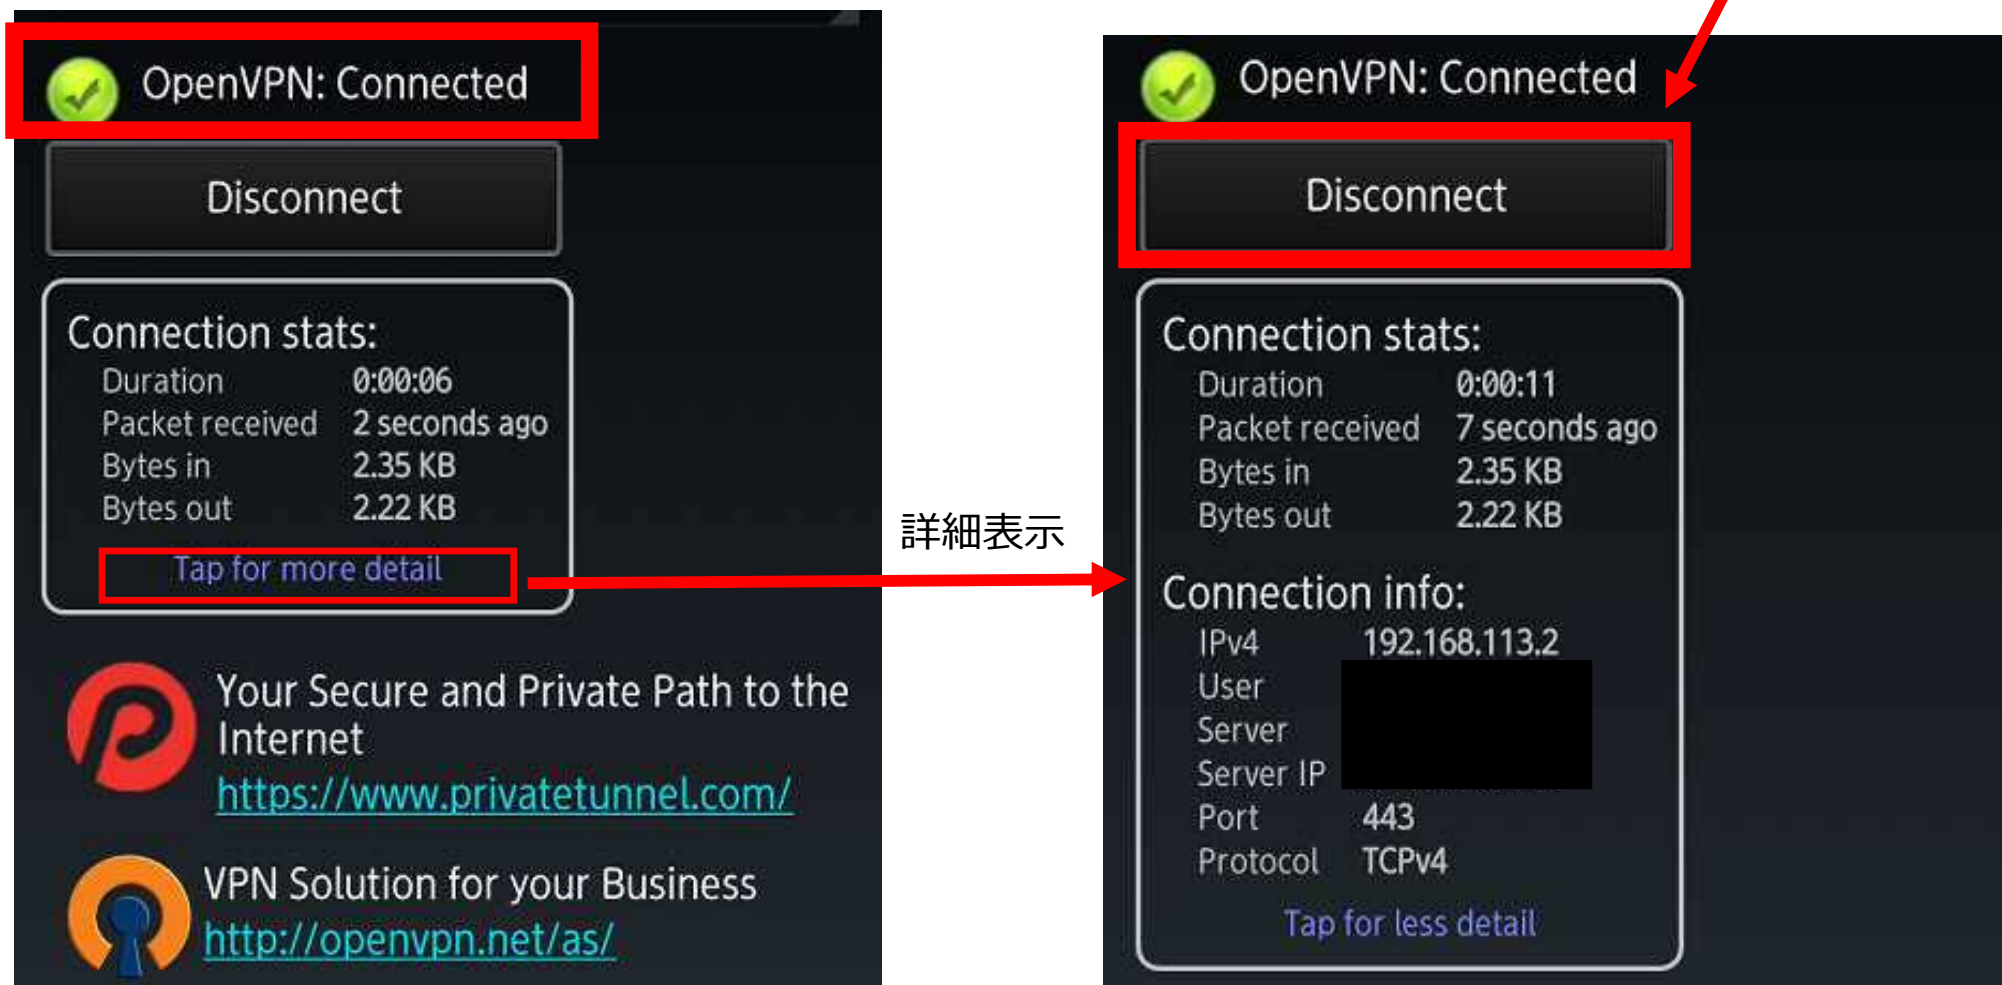 OpenVPN: Connected
Disconnect
Connection stats:
Duration 0:00:06
Packet received 2 seconds ago
Bytes in 2.35 KB
Bytes out 2.22 KB
Tap for more detail
Your Secure and Private Path to the
Internet
https://www.privatetunnel.com/
VPN Solution for your Business
http://openvpn.net/as/
詳細表示
OpenVPN: Connected
Disconnect
Connection stats:
Duration 0:00:11
Packet received 7 seconds ago
Bytes in 2.35 KB
Bytes out 2.22 KB
Connection info:
IPv4 192.168.113.2
User
Server
Server IP
Port 443
Protocol TCPv4
Tap for less detail